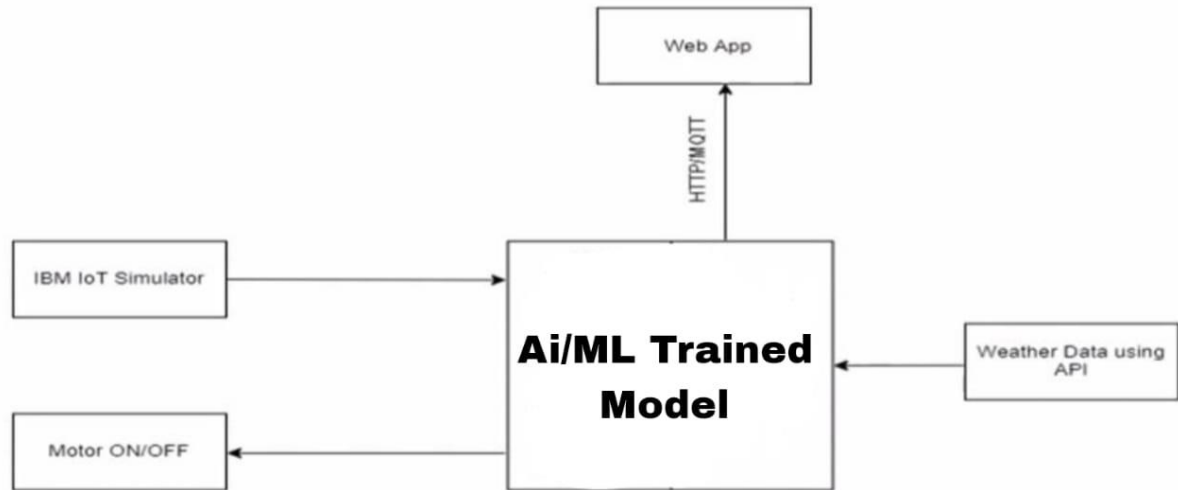 Web App
HTTP/MQTT
IBM IoT Simulator
Ai/ML Trained
Model
Weather Data using
API
Motor ON/OFF